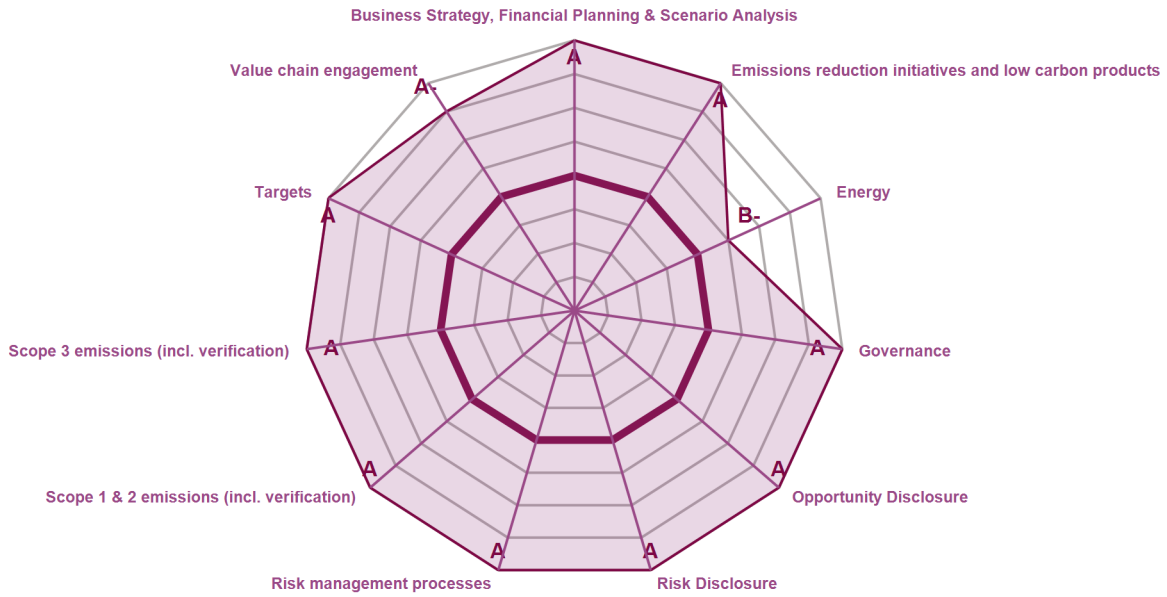 Business Strategy, Financial Planning & Scenario Analysis
A
Value chain engagement
A-
Emissions reduction initiatives and low carbon products
A
Targets
A
Energy
B-
Scope 3 emissions (incl. verification)
A
Governance
A
Scope 1 & 2 emissions (incl. verification)
A
Opportunity Disclosure
A
Risk management processes
A
Risk Disclosure
A